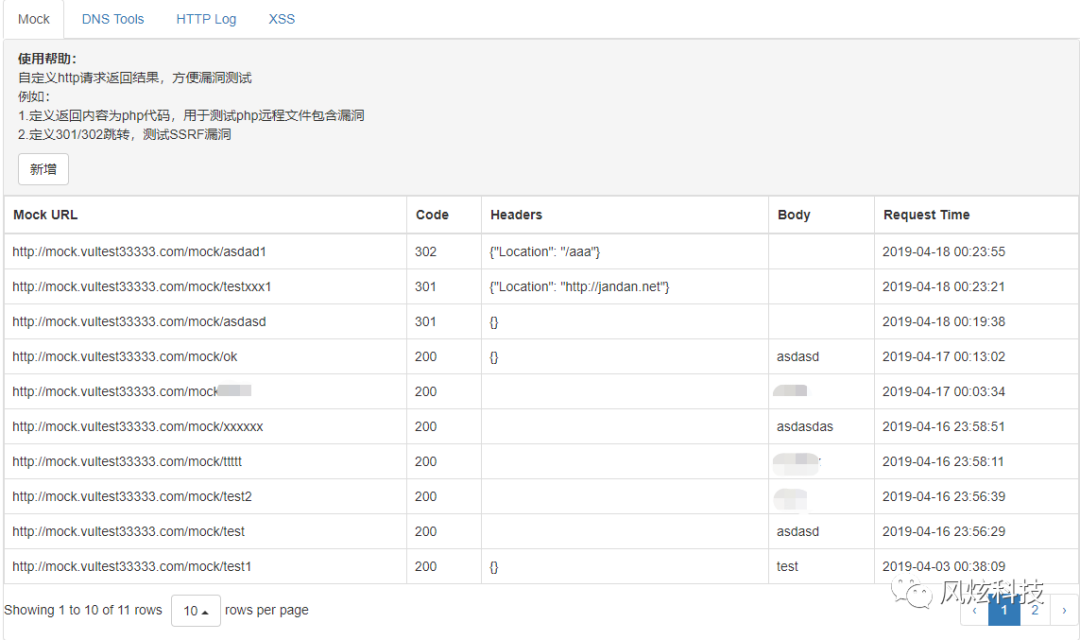 Mock DNS Tools HTTP Log XSS
使用帮助：
自定义http请求返回结果，方便漏洞测试
例如：
1.定义返回内容为php代码，用于测试php远程文件包含漏洞
2.定义301/302跳转，测试SSRF漏洞
新增
Mock URL Code Headers Body Request Time
http://mock.vultest33333.com/mock/asdad1 302 {"Location": "/aaa"} 2019-04-18 00:23:55
http://mock.vultest33333.com/mock/testxxx1 301 {"Location": "http://jandan.net"} 2019-04-18 00:23:21
http://mock.vultest33333.com/mock/asdasd 301 {} 2019-04-18 00:19:38
http://mock.vultest33333.com/mock/ok 200 {} asdasd 2019-04-17 00:13:02
http://mock.vultest33333.com/mock 200 2019-04-17 00:03:34
http://mock.vultest33333.com/mock/xxxxxx 200 asdasdas 2019-04-16 23:58:51
http://mock.vultest33333.com/mock/ttttt 200 2019-04-16 23:58:11
http://mock.vultest33333.com/mock/test2 200 2019-04-16 23:56:39
http://mock.vultest33333.com/mock/test 200 asdasd 2019-04-16 23:56:29
http://mock.vultest33333.com/mock/test1 200 {} test 2019-04-03 00:38:09
风炫科技
Showing 1 to 10 of 11 rows 10 rows per page ‹ 1 2 ›